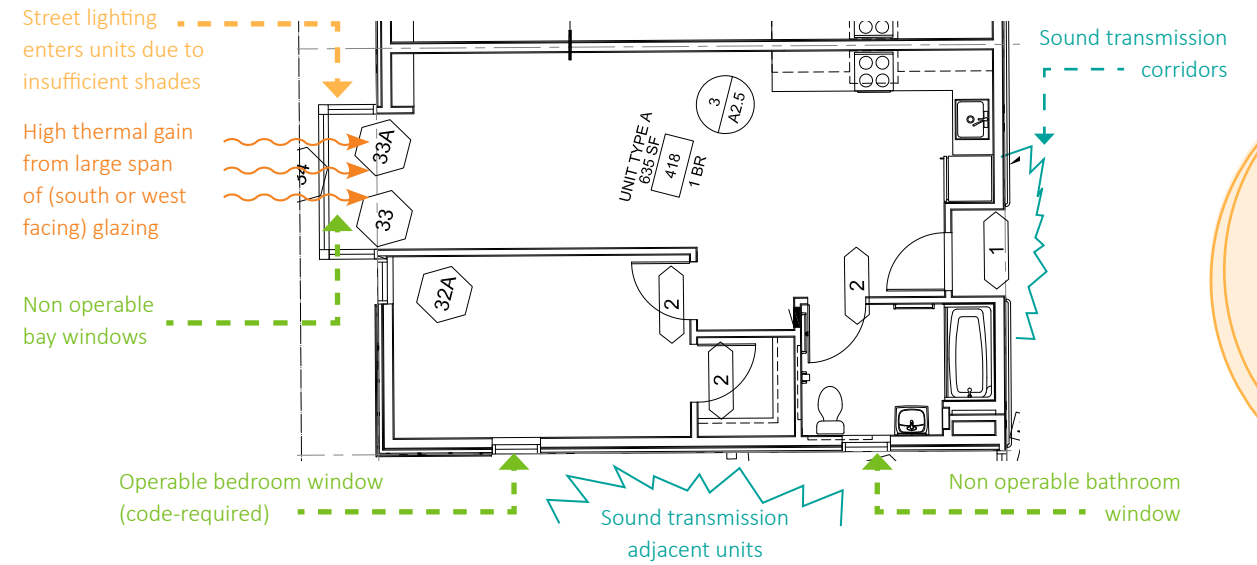 Street lighting
enters units due to
insufficient shades
High thermal gain
from large span
of (south or west
facing) glazing
Non operable
bay windows
Operable bedroom window
(code-required)
Sound transmission
adjacent units
Non operable bathroom
window
Sound transmission
corridors
33A
34
33
32A
UNIT TYPE A
635 SF
418
1 BR
3
A2.5
2
2
2
1